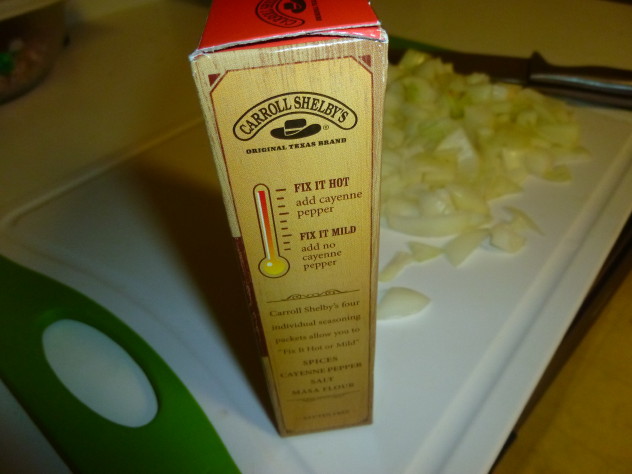 CARROLL SHELBY'S
®
ORIGINAL TEXAS BRAND
FIX IT HOT
add cayenne
pepper
FIX IT MILD
add no
cayenne
pepper
Carroll Shelby's four
individual seasoning
packets allow you to
"Fix It Hot or Mild"
SPICES
CAYENNE PEPPER
SALT
MASA FLOUR